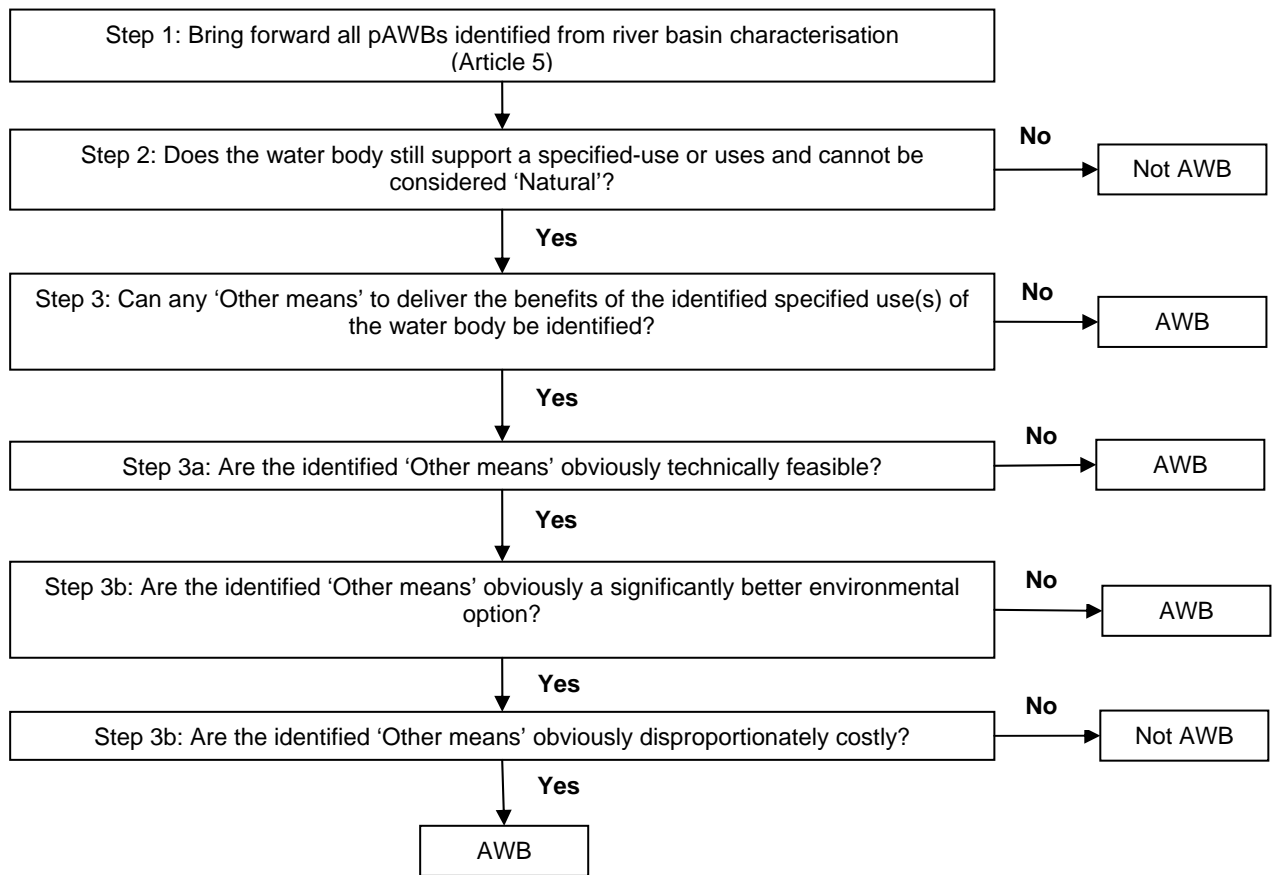 Step 1: Bring forward all pAWBs identified from river basin characterisation
(Article 5)
No
Step 2: Does the water body still support a specified-use or uses and cannot be
considered ‘Natural’?
Not AWB
Yes
No
Step 3: Can any ‘Other means’ to deliver the benefits of the identified specified use(s) of
the water body be identified?
AWB
Yes
No
Step 3a: Are the identified ‘Other means’ obviously technically feasible?
AWB
Yes
No
Step 3b: Are the identified ‘Other means’ obviously a significantly better environmental
option?
AWB
Yes
No
Step 3b: Are the identified ‘Other means’ obviously disproportionately costly?
Not AWB
Yes
AWB